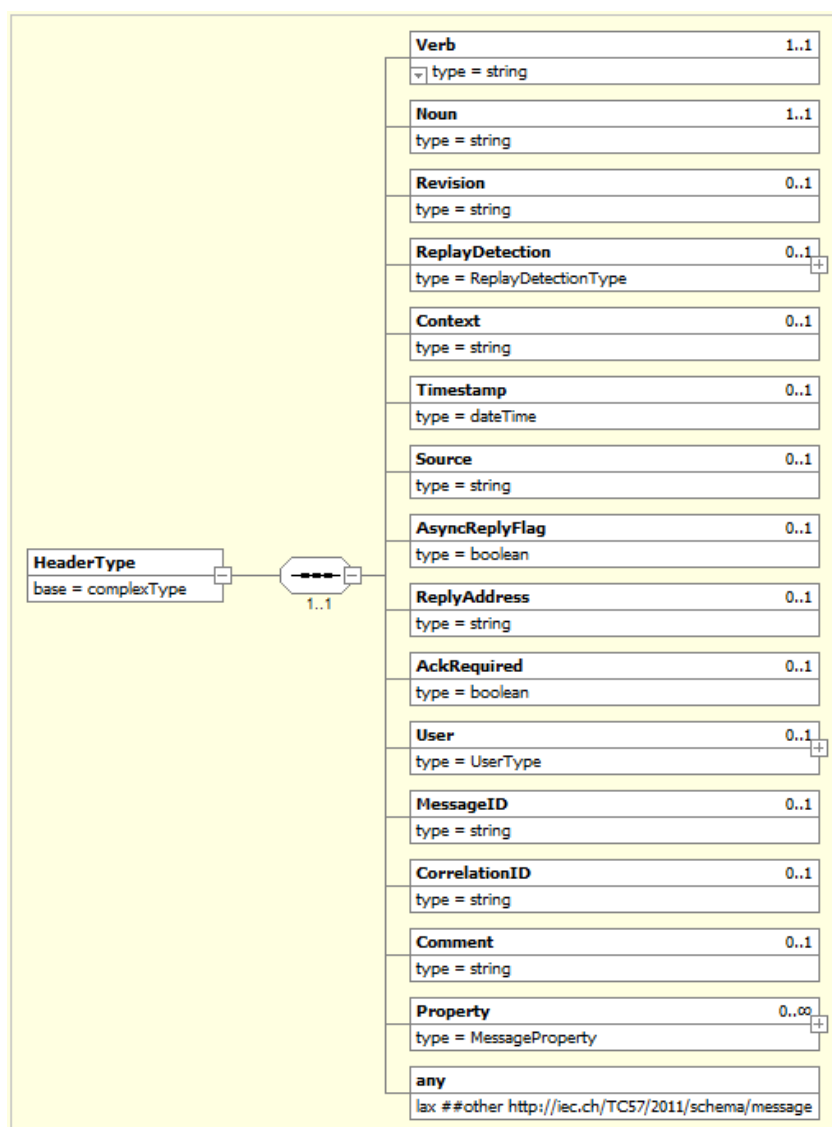 Verb 1..1
type = string
Noun 1..1
type = string
Revision 0..1
type = string
ReplayDetection 0..1
type = ReplayDetectionType
Context 0..1
type = string
Timestamp 0..1
type = dateTime
Source 0..1
type = string
AsyncReplyFlag 0..1
type = boolean
HeaderType
base = complexType
1..1
ReplyAddress 0..1
type = string
AckRequired 0..1
type = boolean
User 0..1
type = UserType
MessageID 0..1
type = string
CorrelationID 0..1
type = string
Comment 0..1
type = string
Property 0..∞
type = MessageProperty
any
lax ##other http://iec.ch/TC57/2011/schema/message